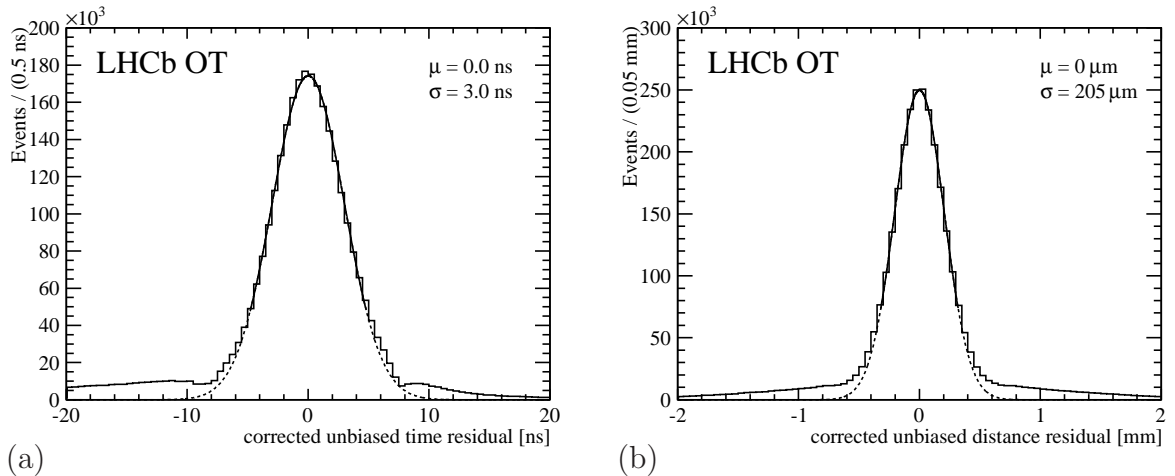 ×10³
200
180
160
140
120
100
80
60
40
20
0
Events / (0.5 ns)
LHCb OT
μ = 0.0 ns
σ = 3.0 ns
-20 -10 0 10 20
corrected unbiased time residual [ns]
(a)
×10³
300
250
200
150
100
50
0
Events / (0.05 mm)
LHCb OT
μ = 0 μm
σ = 205 μm
-2 -1 0 1 2
corrected unbiased distance residual [mm]
(b)